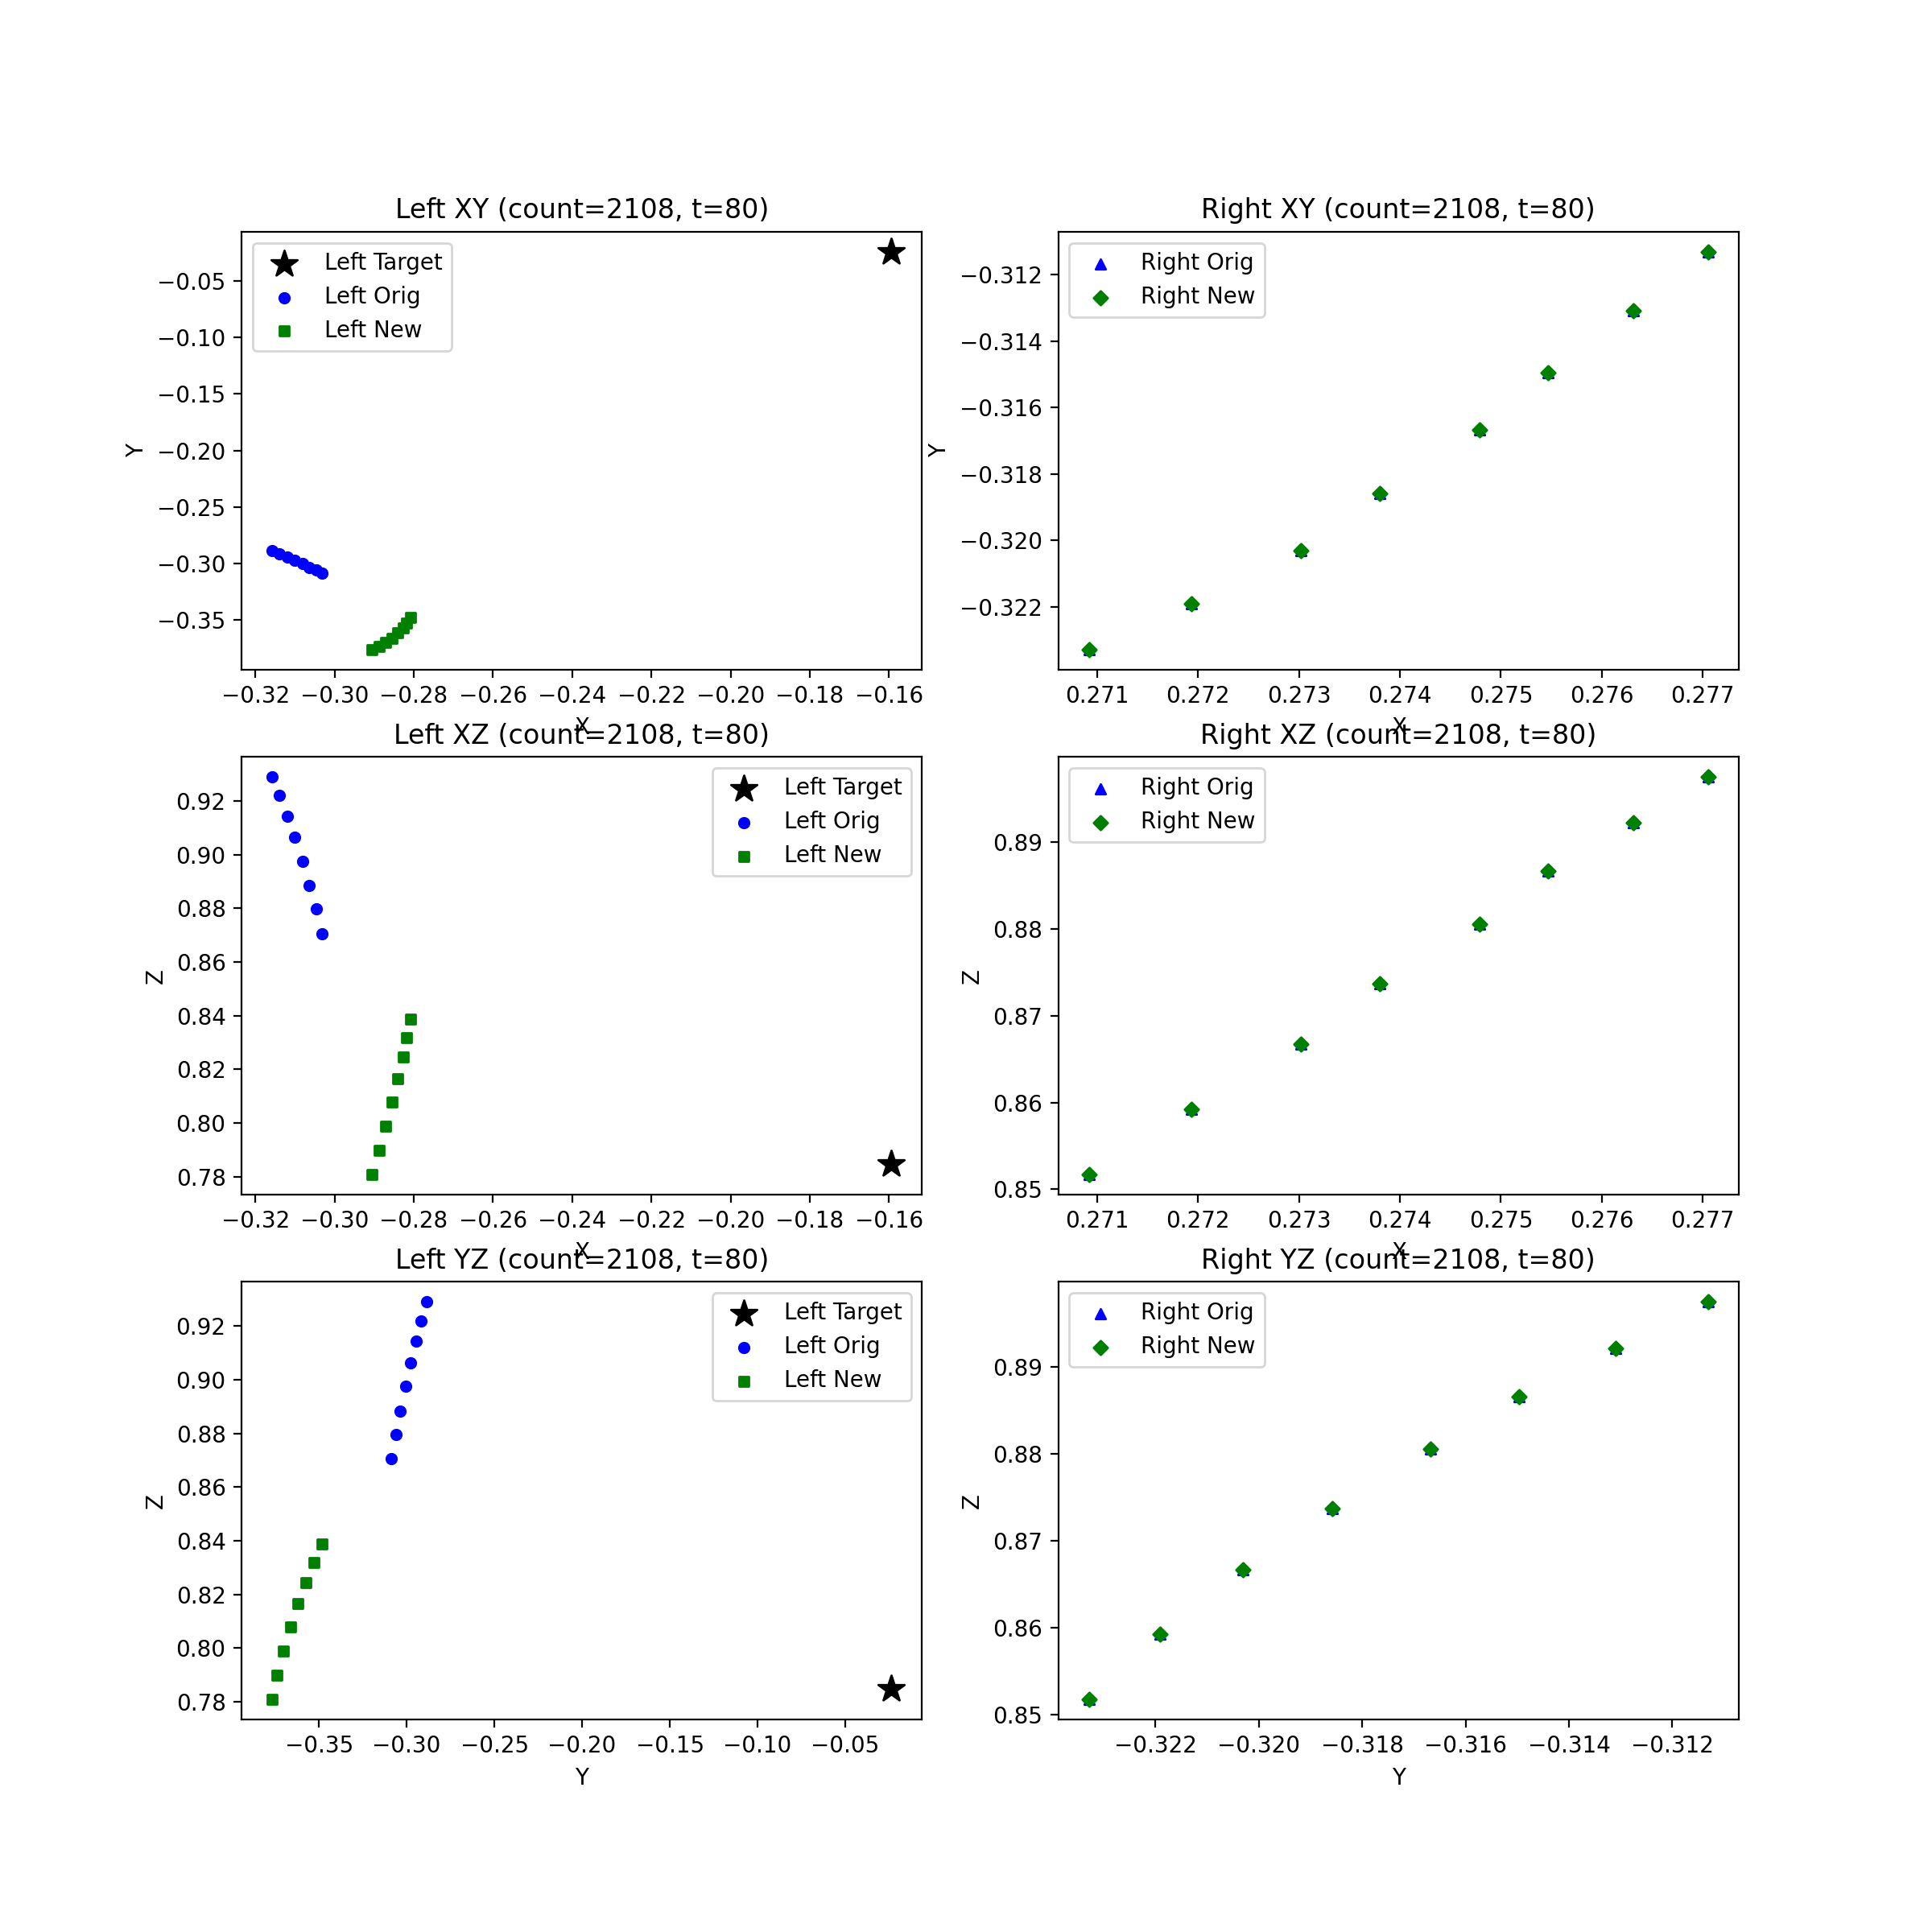 Left XY (count=2108, t=80)
Left Target
Left Orig
Left New
−0.05
−0.10
−0.15
−0.20
−0.25
−0.30
−0.35
Y
−0.32 −0.30 −0.28 −0.26 −0.24 −0.22 −0.20 −0.18 −0.16
X
Right XY (count=2108, t=80)
Right Orig
Right New
−0.312
−0.314
−0.316
−0.318
−0.320
−0.322
Y
0.271 0.272 0.273 0.274 0.275 0.276 0.277
X
Left XZ (count=2108, t=80)
Left Target
Left Orig
Left New
0.92
0.90
0.88
0.86
0.84
0.82
0.80
0.78
Z
−0.32 −0.30 −0.28 −0.26 −0.24 −0.22 −0.20 −0.18 −0.16
X
Right XZ (count=2108, t=80)
Right Orig
Right New
0.89
0.88
0.87
0.86
0.85
Z
0.271 0.272 0.273 0.274 0.275 0.276 0.277
X
Left YZ (count=2108, t=80)
Left Target
Left Orig
Left New
0.92
0.90
0.88
0.86
0.84
0.82
0.80
0.78
Z
−0.35 −0.30 −0.25 −0.20 −0.15 −0.10 −0.05
Y
Right YZ (count=2108, t=80)
Right Orig
Right New
0.89
0.88
0.87
0.86
0.85
Z
−0.322 −0.320 −0.318 −0.316 −0.314 −0.312
Y